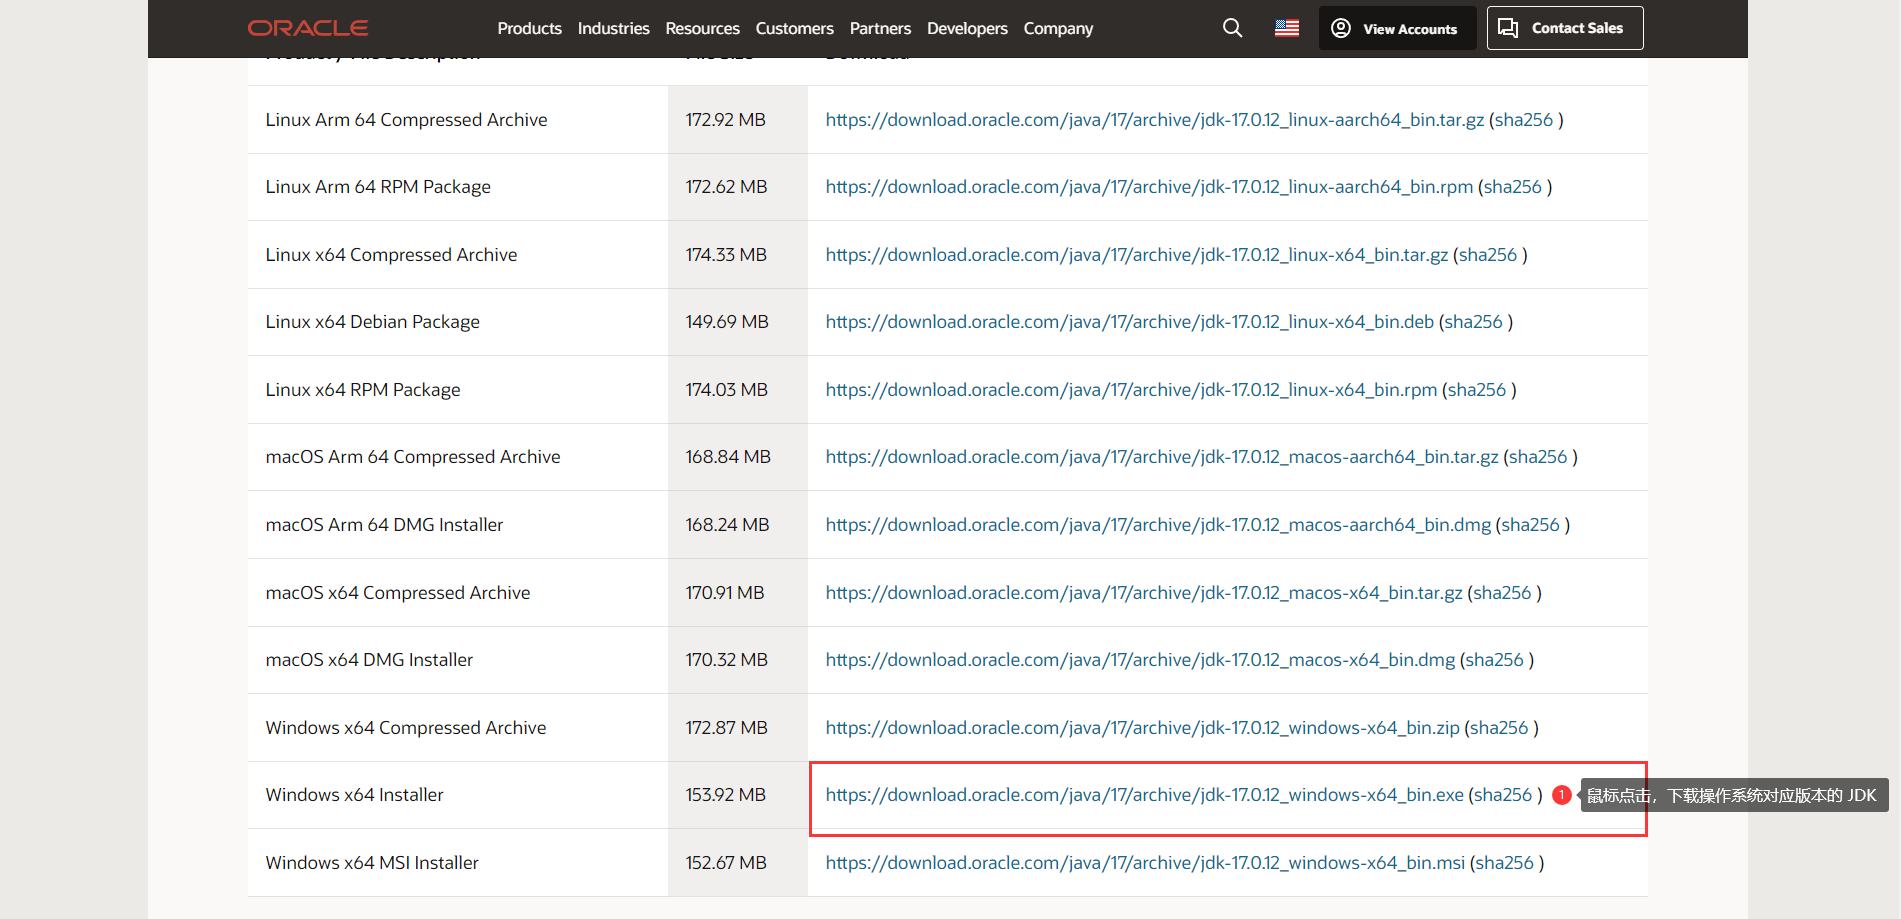 ORACLE Products Industries Resources Customers Partners Developers Company View Accounts Contact Sales
Linux Arm 64 Compressed Archive 172.92 MB https://download.oracle.com/java/17/archive/jdk-17.0.12_linux-aarch64_bin.tar.gz (sha256 )
Linux Arm 64 RPM Package 172.62 MB https://download.oracle.com/java/17/archive/jdk-17.0.12_linux-aarch64_bin.rpm (sha256 )
Linux x64 Compressed Archive 174.33 MB https://download.oracle.com/java/17/archive/jdk-17.0.12_linux-x64_bin.tar.gz (sha256 )
Linux x64 Debian Package 149.69 MB https://download.oracle.com/java/17/archive/jdk-17.0.12_linux-x64_bin.deb (sha256 )
Linux x64 RPM Package 174.03 MB https://download.oracle.com/java/17/archive/jdk-17.0.12_linux-x64_bin.rpm (sha256 )
macOS Arm 64 Compressed Archive 168.84 MB https://download.oracle.com/java/17/archive/jdk-17.0.12_macos-aarch64_bin.tar.gz (sha256 )
macOS Arm 64 DMG Installer 168.24 MB https://download.oracle.com/java/17/archive/jdk-17.0.12_macos-aarch64_bin.dmg (sha256 )
macOS x64 Compressed Archive 170.91 MB https://download.oracle.com/java/17/archive/jdk-17.0.12_macos-x64_bin.tar.gz (sha256 )
macOS x64 DMG Installer 170.32 MB https://download.oracle.com/java/17/archive/jdk-17.0.12_macos-x64_bin.dmg (sha256 )
Windows x64 Compressed Archive 172.87 MB https://download.oracle.com/java/17/archive/jdk-17.0.12_windows-x64_bin.zip (sha256 )
Windows x64 Installer 153.92 MB https://download.oracle.com/java/17/archive/jdk-17.0.12_windows-x64_bin.exe (sha256 ) 1 鼠标点击，下载操作系统对应版本的 JDK
Windows x64 MSI Installer 152.67 MB https://download.oracle.com/java/17/archive/jdk-17.0.12_windows-x64_bin.msi (sha256 )